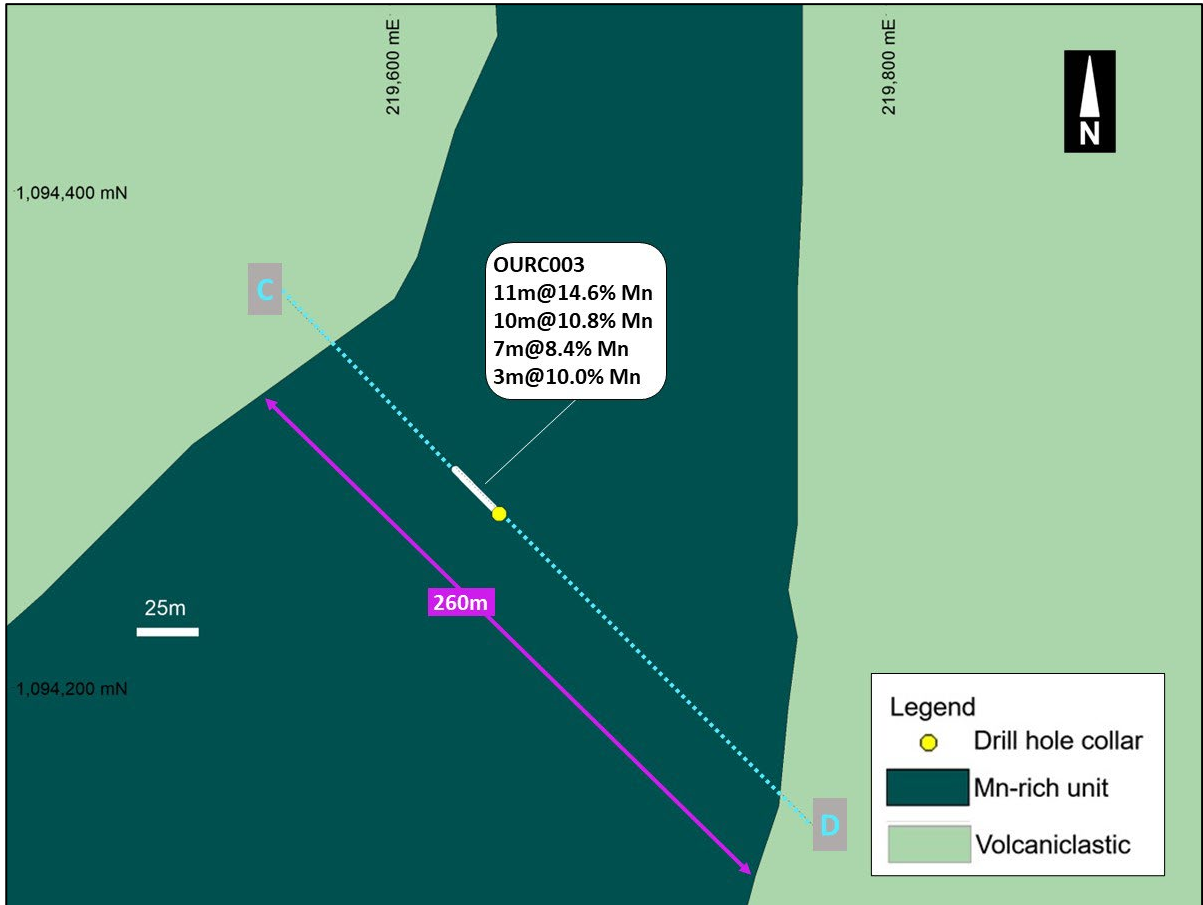 219,600 mE
219,800 mE
N
1,094,400 mN
C
OURC003
11m@14.6% Mn
10m@10.8% Mn
7m@8.4% Mn
3m@10.0% Mn
260m
25m
1,094,200 mN
D
Legend
Drill hole collar
Mn-rich unit
Volcaniclastic